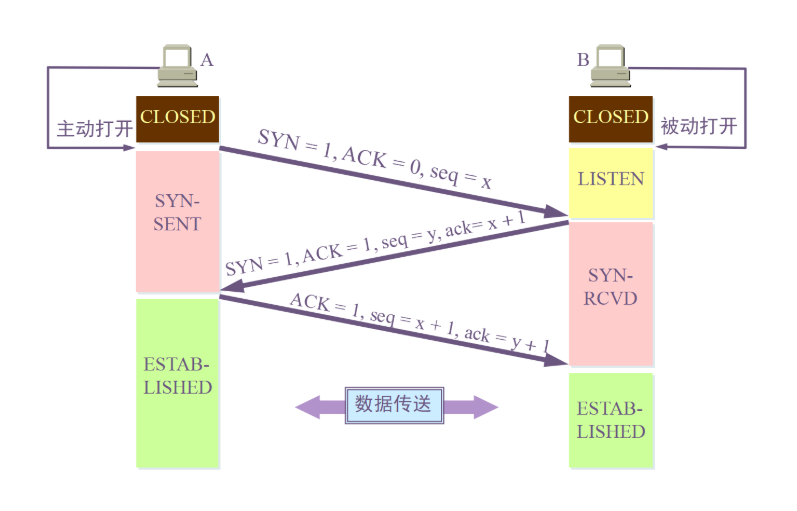 A
B
CLOSED
CLOSED
主动打开
被动打开
SYN = 1, ACK = 0, seq = x
LISTEN
SYN-
SENT
SYN = 1, ACK = 1, seq = y, ack= x + 1
SYN-
RCVD
ACK = 1, seq = x + 1, ack = y + 1
ESTAB-
LISHED
数据传送
ESTAB-
LISHED